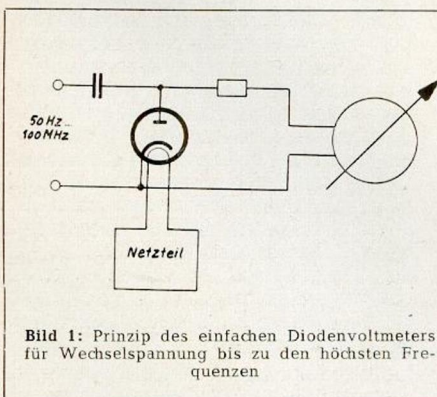 50 Hz...
100 MHz
Netzteil
Bild 1: Prinzip des einfachen Diodenvoltmeters
für Wechselspannung bis zu den höchsten Fre-
quenzen